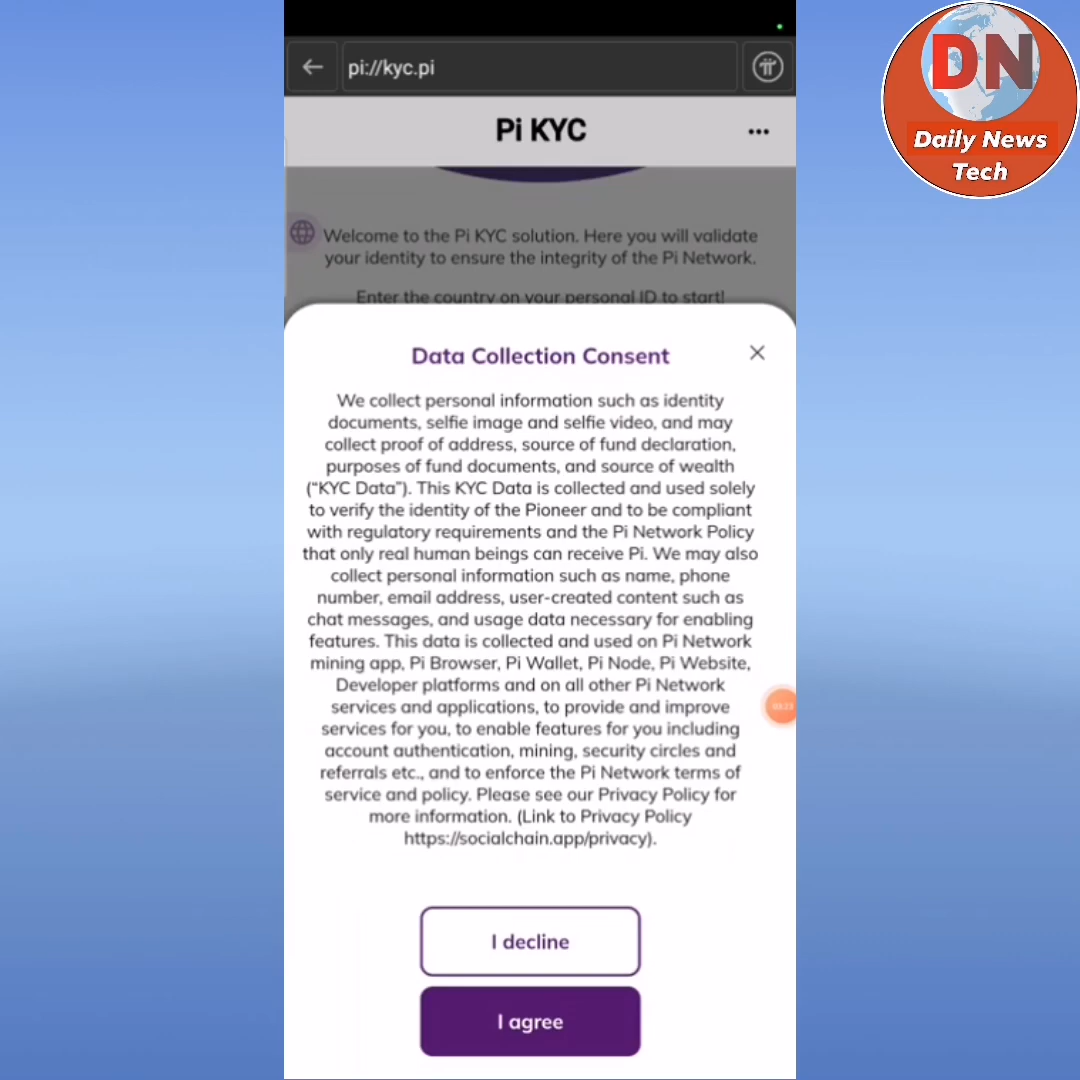 pi://kyc.pi
DN
Daily News
Tech
Pi KYC
Welcome to the Pi KYC solution. Here you will validate
your identity to ensure the integrity of the Pi Network.
Enter the country on your personal ID to start!
Data Collection Consent
We collect personal information such as identity
documents, selfie image and selfie video, and may
collect proof of address, source of fund declaration,
purposes of fund documents, and source of wealth
(“KYC Data”). This KYC Data is collected and used solely
to verify the identity of the Pioneer and to be compliant
with regulatory requirements and the Pi Network Policy
that only real human beings can receive Pi. We may also
collect personal information such as name, phone
number, email address, user-created content such as
chat messages, and usage data necessary for enabling
features. This data is collected and used on Pi Network
mining app, Pi Browser, Pi Wallet, Pi Node, Pi Website,
Developer platforms and on all other Pi Network
services and applications, to provide and improve
services for you, to enable features for you including
account authentication, mining, security circles and
referrals etc., and to enforce the Pi Network terms of
service and policy. Please see our Privacy Policy for
more information. (Link to Privacy Policy
https://socialchain.app/privacy).
I decline
I agree